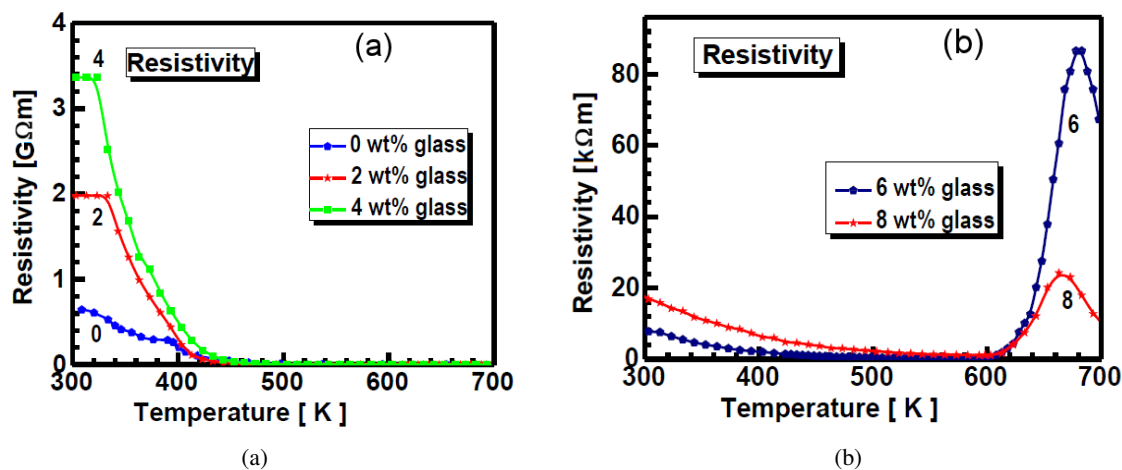 (a)
Resistivity
4
3
2
1
0
Resistivity [GΩm]
4
2
0
0 wt% glass
2 wt% glass
4 wt% glass
300 400 500 600 700
Temperature [ K ]
(a)
(b)
Resistivity
80
60
40
20
0
Resistivity [ kΩm]
6 wt% glass
8 wt% glass
6
8
300 400 500 600 700
Temperature [ K ]
(b)